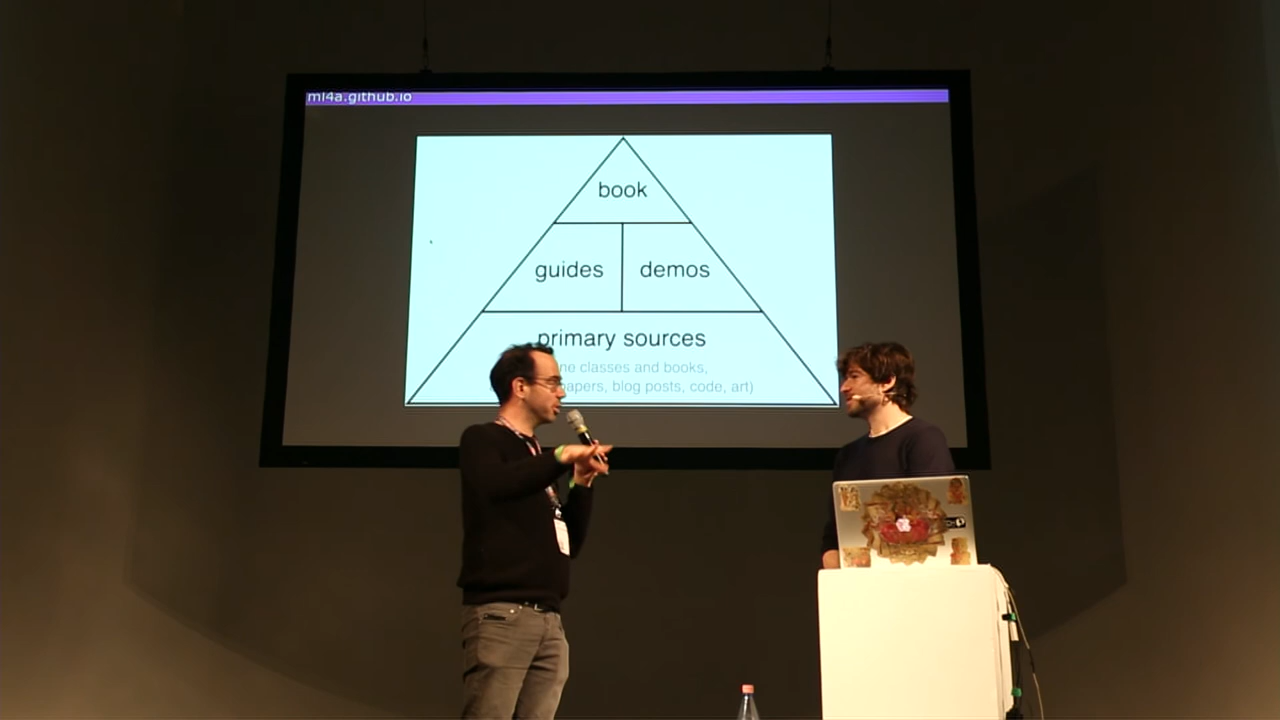 ml4a.github.io
book
guides demos
primary sources
classes and books,
papers, blog posts, code, art)